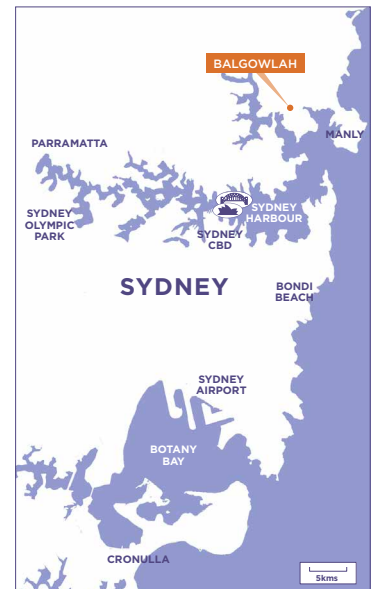 BALGOWLAH
MANLY
PARRAMATTA
SYDNEY
OLYMPIC
PARK
SYDNEY
HARBOUR
SYDNEY
CBD
SYDNEY
BONDI
BEACH
SYDNEY
AIRPORT
BOTANY
BAY
CRONULLA
5kms